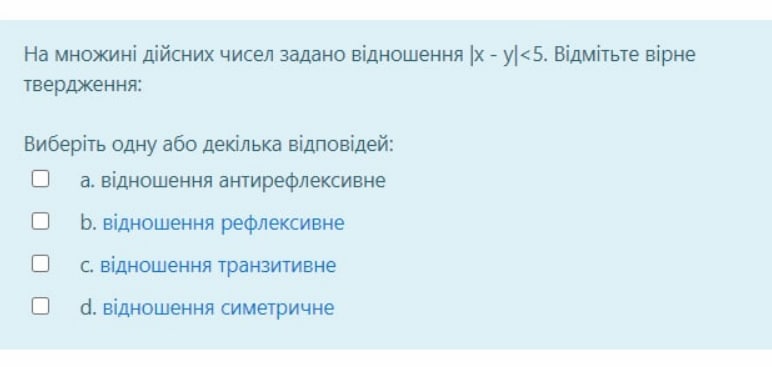 На множині дійсних чисел задано відношення |x - y|<5. Відмітьте вірне
твердження:
Виберіть одну або декілька відповідей:
a. відношення антирефлексивне
b. відношення рефлексивне
c. відношення транзитивне
d. відношення симетричне